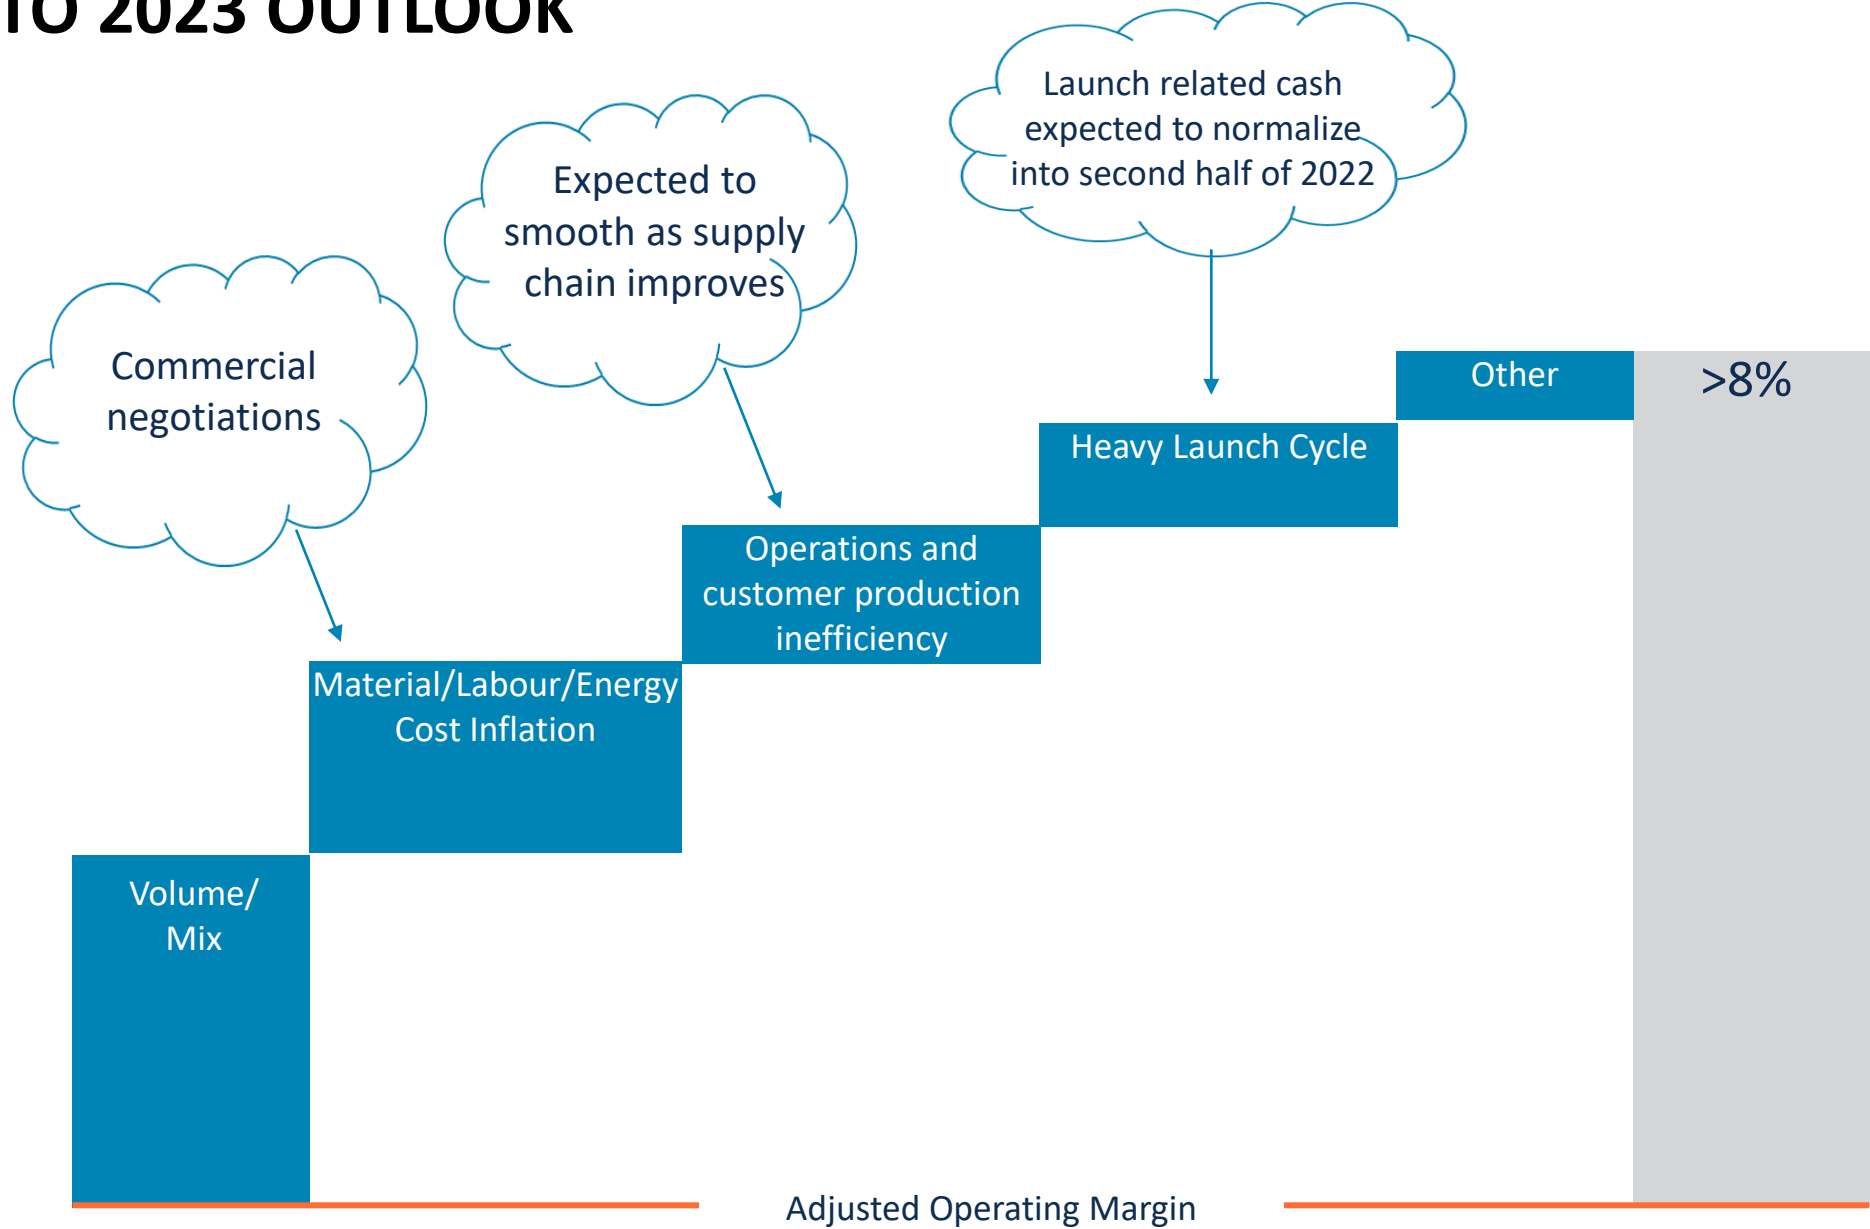 TO 2023 OUTLOOK
Launch related cash
expected to normalize
into second half of 2022
Expected to
smooth as supply
chain improves
Commercial
negotiations
Other
>8%
Heavy Launch Cycle
Operations and
customer production
inefficiency
Material/Labour/Energy
Cost Inflation
Volume/
Mix
Adjusted Operating Margin